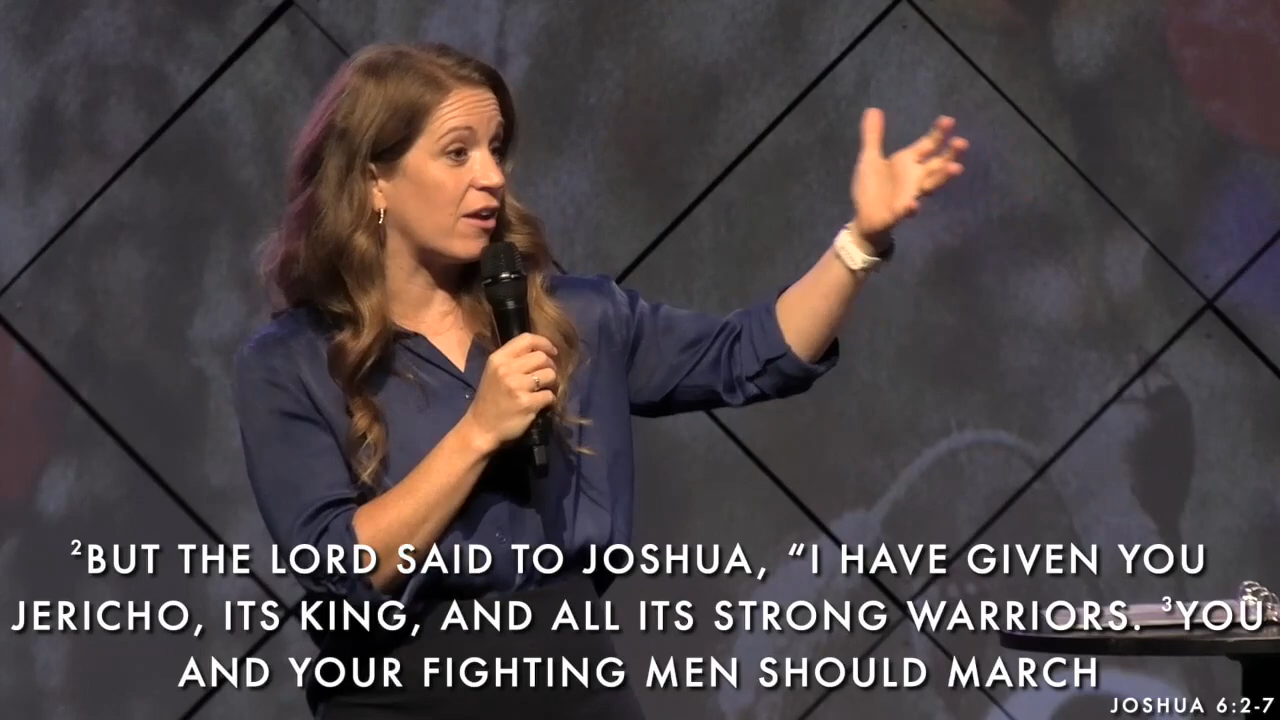 ²BUT THE LORD SAID TO JOSHUA, “I HAVE GIVEN YOU
JERICHO, ITS KING, AND ALL ITS STRONG WARRIORS. ³YOU
AND YOUR FIGHTING MEN SHOULD MARCH
JOSHUA 6:2-7